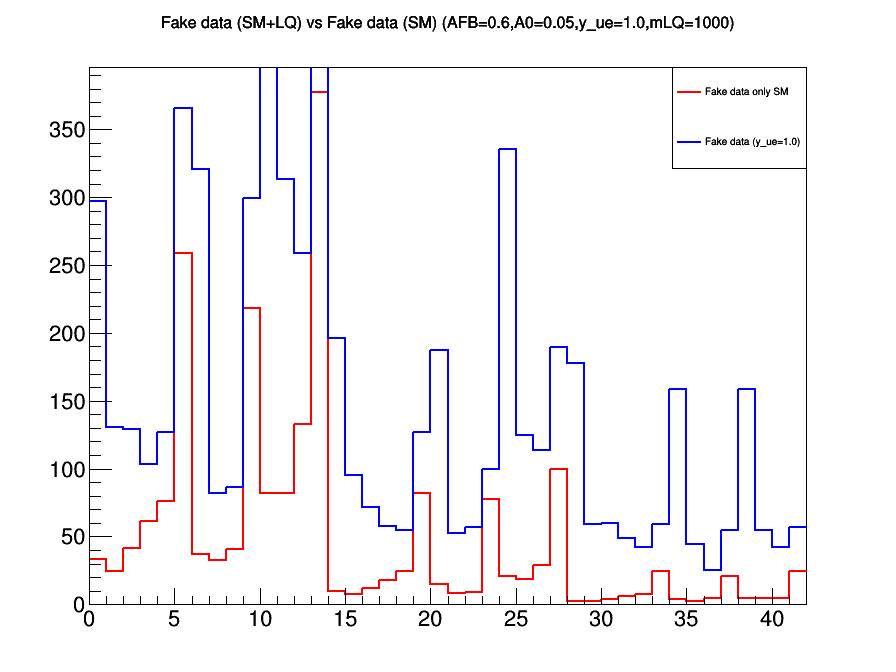 Fake data (SM+LQ) vs Fake data (SM) (AFB=0.6,A0=0.05,y_ue=1.0,mLQ=1000)
Fake data only SM
Fake data (y_ue=1.0)
350
300
250
200
150
100
50
0
0 5 10 15 20 25 30 35 40